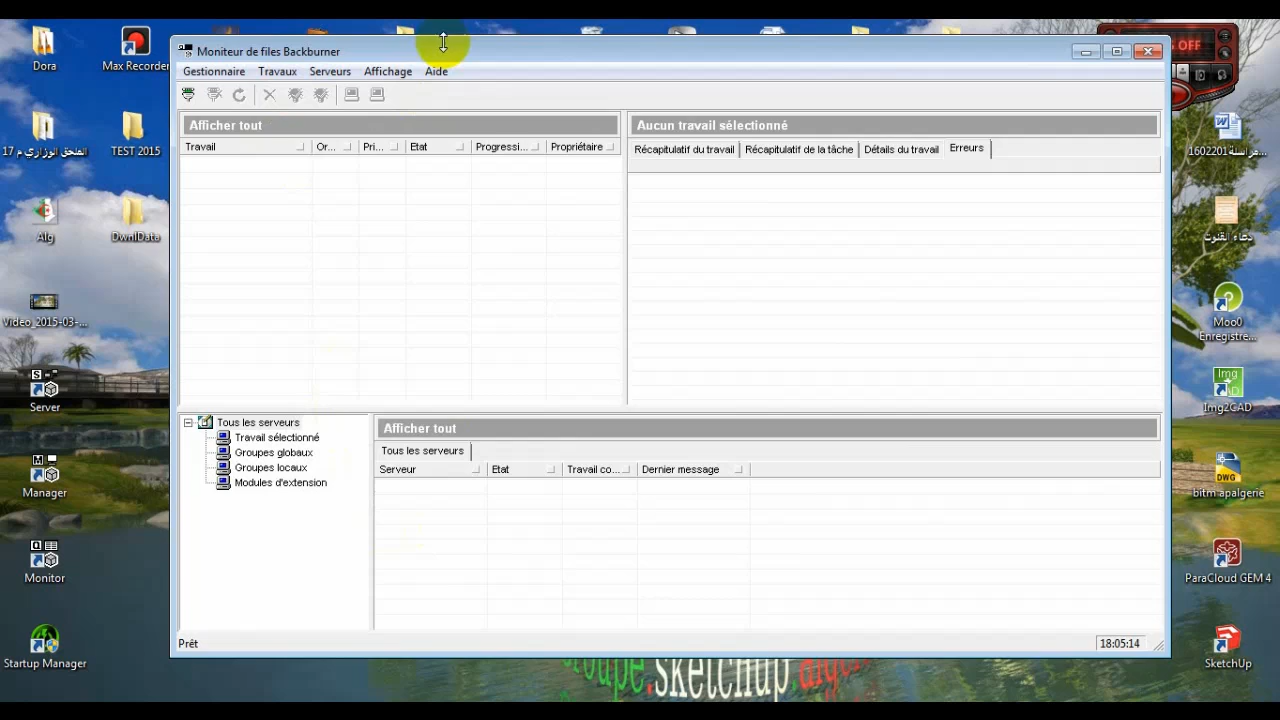 Moniteur de files Backburner
Gestionnaire Travaux Serveurs Affichage Aide
Afficher tout
Travail Or... Pri... Etat Progressi... Propriétaire
Aucun travail sélectionné
Récapitulatif du travail Récapitulatif de la tâche Détails du travail Erreurs
Tous les serveurs
Travail sélectionné
Groupes globaux
Groupes locaux
Modules d'extension
Afficher tout
Tous les serveurs
Serveur Etat Travail co... Dernier message
Prêt
18:05:14
Dora
Max Recorder
الملحق الوزاري م 17
TEST 2015
Alg
DwnlData
Video_2015-03-...
S
Server
M
Manager
Q
Monitor
Startup Manager
OFF
مراسلة1602201...
دعاء القنوت
Moo0
Enregistre...
Img
Img2CAD
DWG
bitm apalgerie
ParaCloud GEM 4
SketchUp
groupe.sketchup.algerie